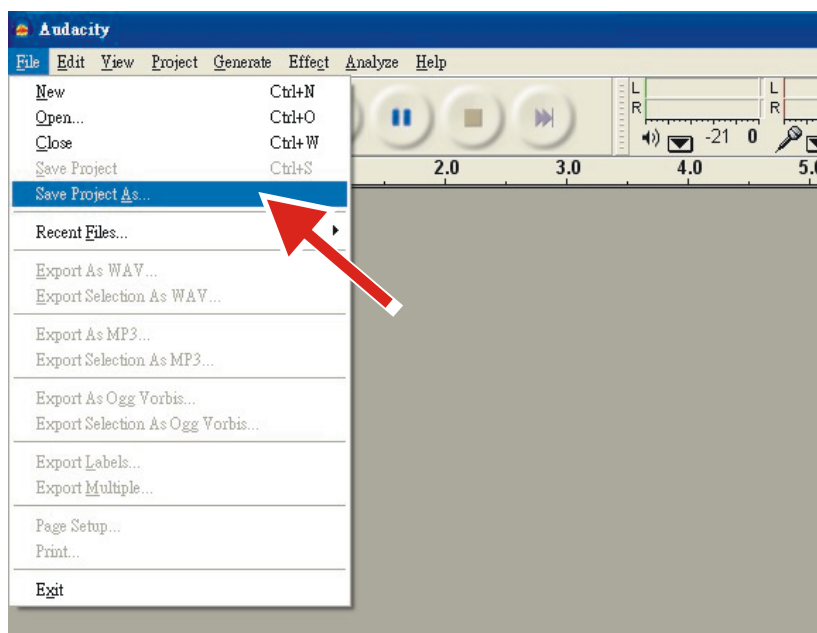 Audacity
File Edit View Project Generate Effect Analyze Help
New Ctrl+N
Open... Ctrl+O
Close Ctrl+W
Save Project Ctrl+S
Save Project As...
Recent Files...
Export As WAV...
Export Selection As WAV...
Export As MP3...
Export Selection As MP3...
Export As Ogg Vorbis...
Export Selection As Ogg Vorbis...
Export Labels...
Export Multiple...
Page Setup...
Print...
Exit
L L
R R
-21 0
2.0 3.0 4.0 5.0